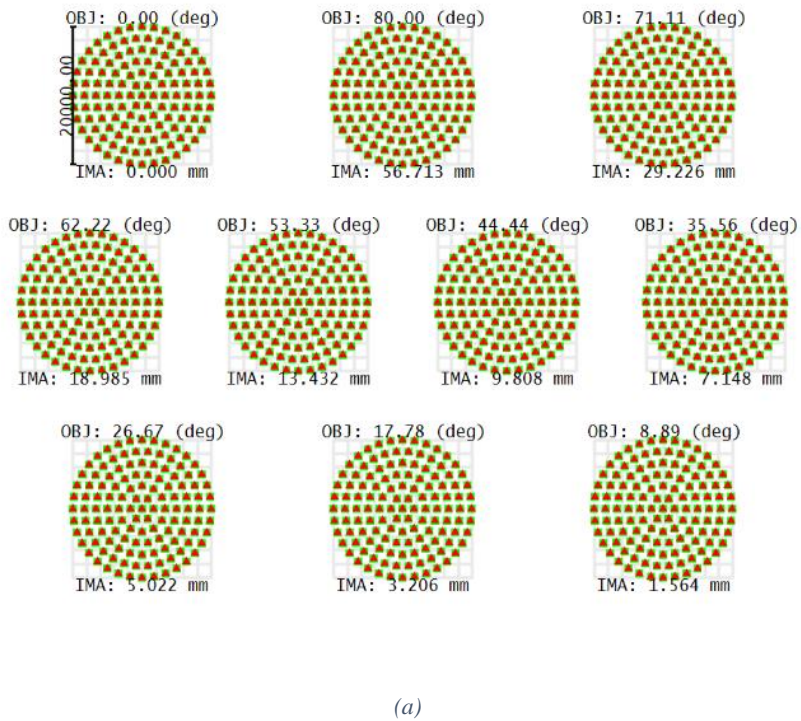 OBJ: 0.00 (deg) OBJ: 80.00 (deg) OBJ: 71.11 (deg)
20000.00
IMA: 0.000 mm IMA: 56.713 mm IMA: 29.226 mm
OBJ: 62.22 (deg) OBJ: 53.33 (deg) OBJ: 44.44 (deg) OBJ: 35.56 (deg)
IMA: 18.985 mm IMA: 13.432 mm IMA: 9.808 mm IMA: 7.148 mm
OBJ: 26.67 (deg) OBJ: 17.78 (deg) OBJ: 8.89 (deg)
IMA: 5.022 mm IMA: 3.206 mm IMA: 1.564 mm
(a)